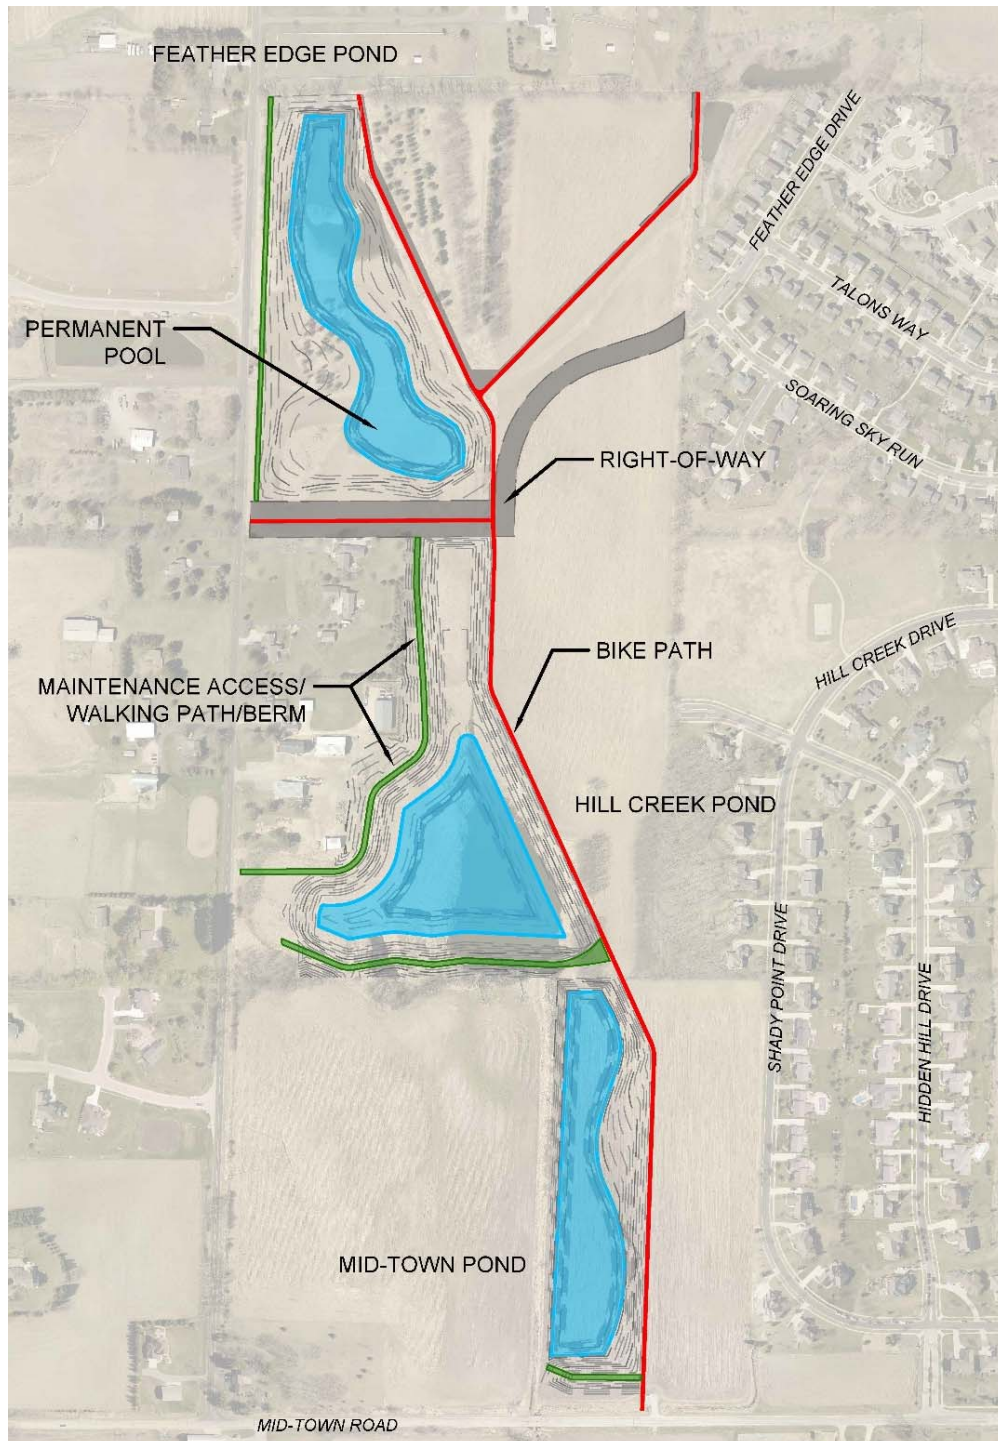 FEATHER EDGE POND
FEATHER EDGE DRIVE
TALONS WAY
PERMANENT
POOL
SOARING SKY RUN
RIGHT-OF-WAY
HILL CREEK DRIVE
BIKE PATH
MAINTENANCE ACCESS/
WALKING PATH/BERM
HILL CREEK POND
SHADY POINT DRIVE
HIDDEN HILL DRIVE
MID-TOWN POND
MID-TOWN ROAD